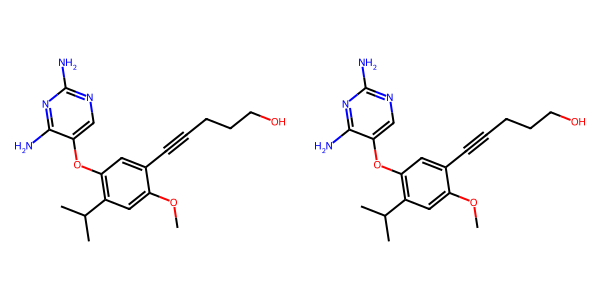 NH₂ NH₂
N N N N
H₂N H₂N
O OH O OH
O O